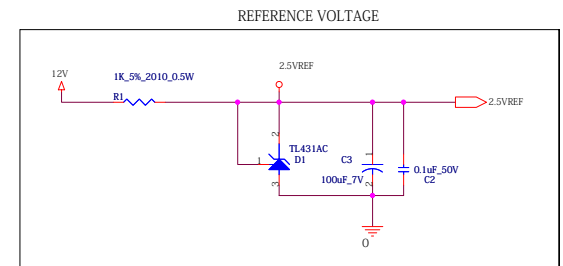 REFERENCE VOLTAGE
12V
1K_5%_2010_0.5W
R1
2.5VREF
2.5VREF
2
TL431AC
1
D1
3
C3
1
100uF_7V
2
0.1uF_50V
C2
0